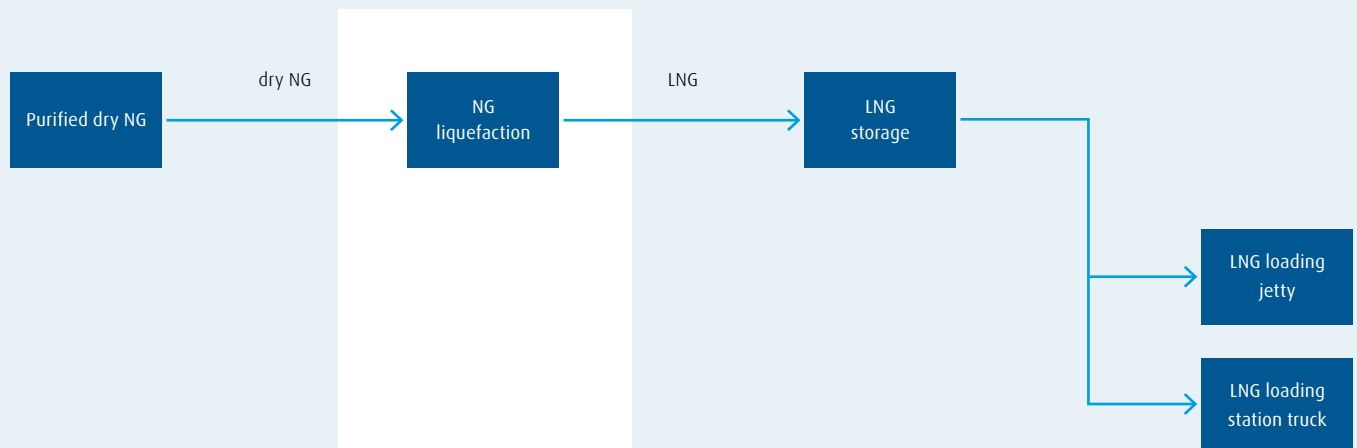 Purified dry NG
dry NG
NG
liquefaction
LNG
LNG
storage
LNG loading
jetty
LNG loading
station truck